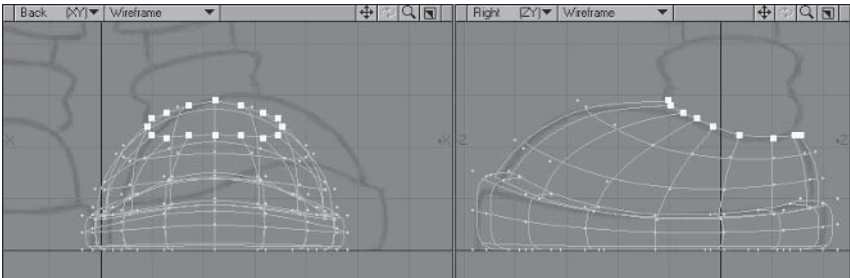 Back (XY) Wireframe
Right (ZY) Wireframe
-X +X -Z +Z